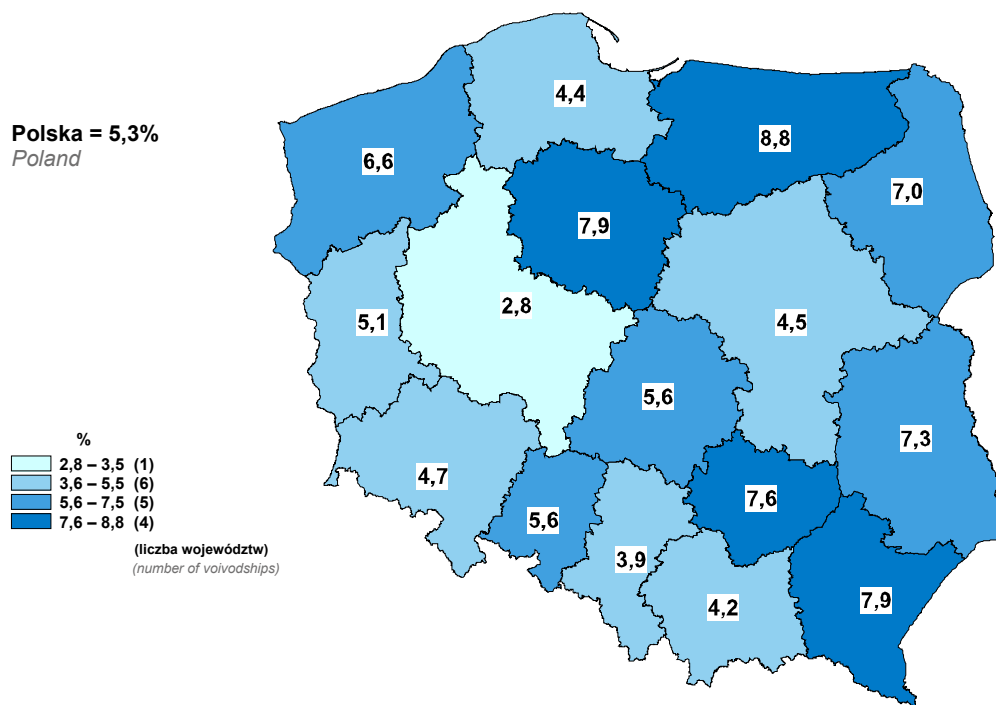 Polska = 5,3%
Poland
4,4
8,8
6,6
7,0
7,9
2,8
5,1
4,5
5,6
7,3
4,7
7,6
5,6
3,9
7,9
4,2
%
2,8 – 3,5 (1)
3,6 – 5,5 (6)
5,6 – 7,5 (5)
7,6 – 8,8 (4)
(liczba województw)
(number of voivodships)